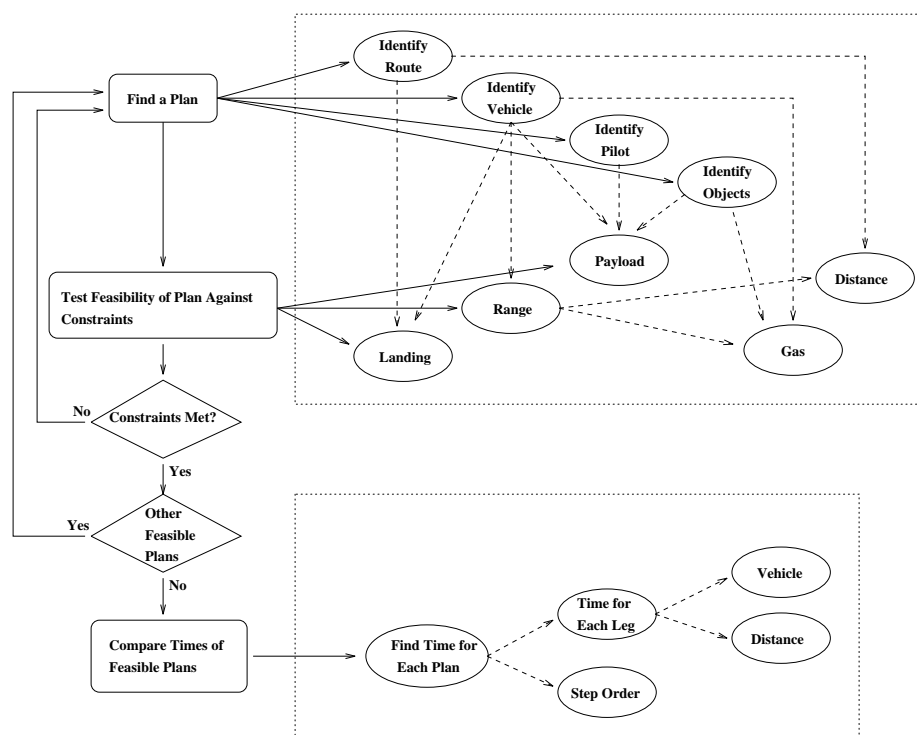 Identify
Route
Find a Plan
Identify
Vehicle
Identify
Pilot
Identify
Objects
Payload
Distance
Test Feasibility of Plan Against
Constraints
Range
Landing
Gas
No
Constraints Met?
Yes
Yes
Other
Feasible
Plans
No
Vehicle
Time for
Each Leg
Compare Times of
Feasible Plans
Find Time for
Each Plan
Distance
Step Order